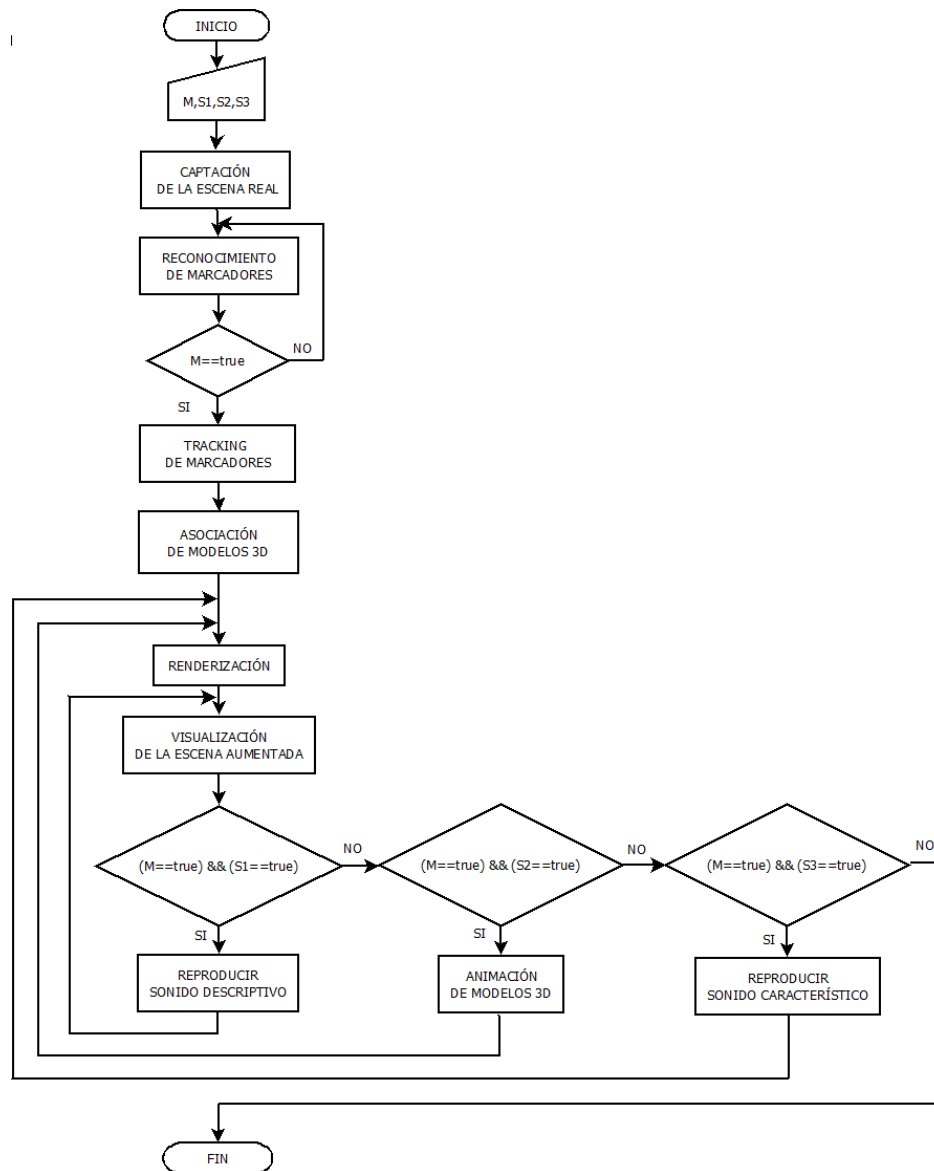 INICIO
M,S1,S2,S3
CAPTACIÓN
DE LA ESCENA REAL
RECONOCIMIENTO
DE MARCADORES
M==true
NO
SI
TRACKING
DE MARCADORES
ASOCIACIÓN
DE MODELOS 3D
RENDERIZACIÓN
VISUALIZACIÓN
DE LA ESCENA AUMENTADA
(M==true) && (S1==true)
NO
(M==true) && (S2==true)
NO
(M==true) && (S3==true)
NO
SI
SI
SI
REPRODUCIR
SONIDO DESCRIPTIVO
ANIMACIÓN
DE MODELOS 3D
REPRODUCIR
SONIDO CARACTERÍSTICO
FIN